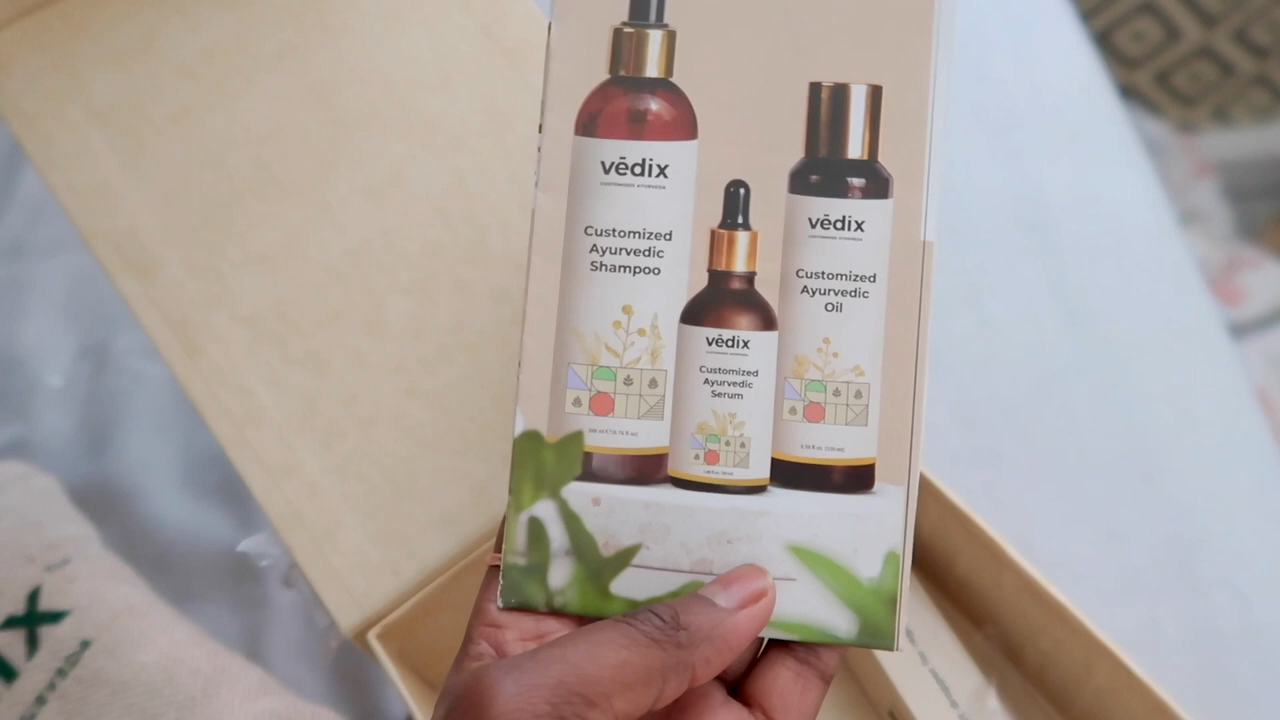 vēdix
CUSTOMIZED AYURVEDA
Customized
Ayurvedic
Shampoo
vēdix
CUSTOMIZED AYURVEDA
Customized
Ayurvedic
Serum
vēdix
CUSTOMIZED AYURVEDA
Customized
Ayurvedic
Oil